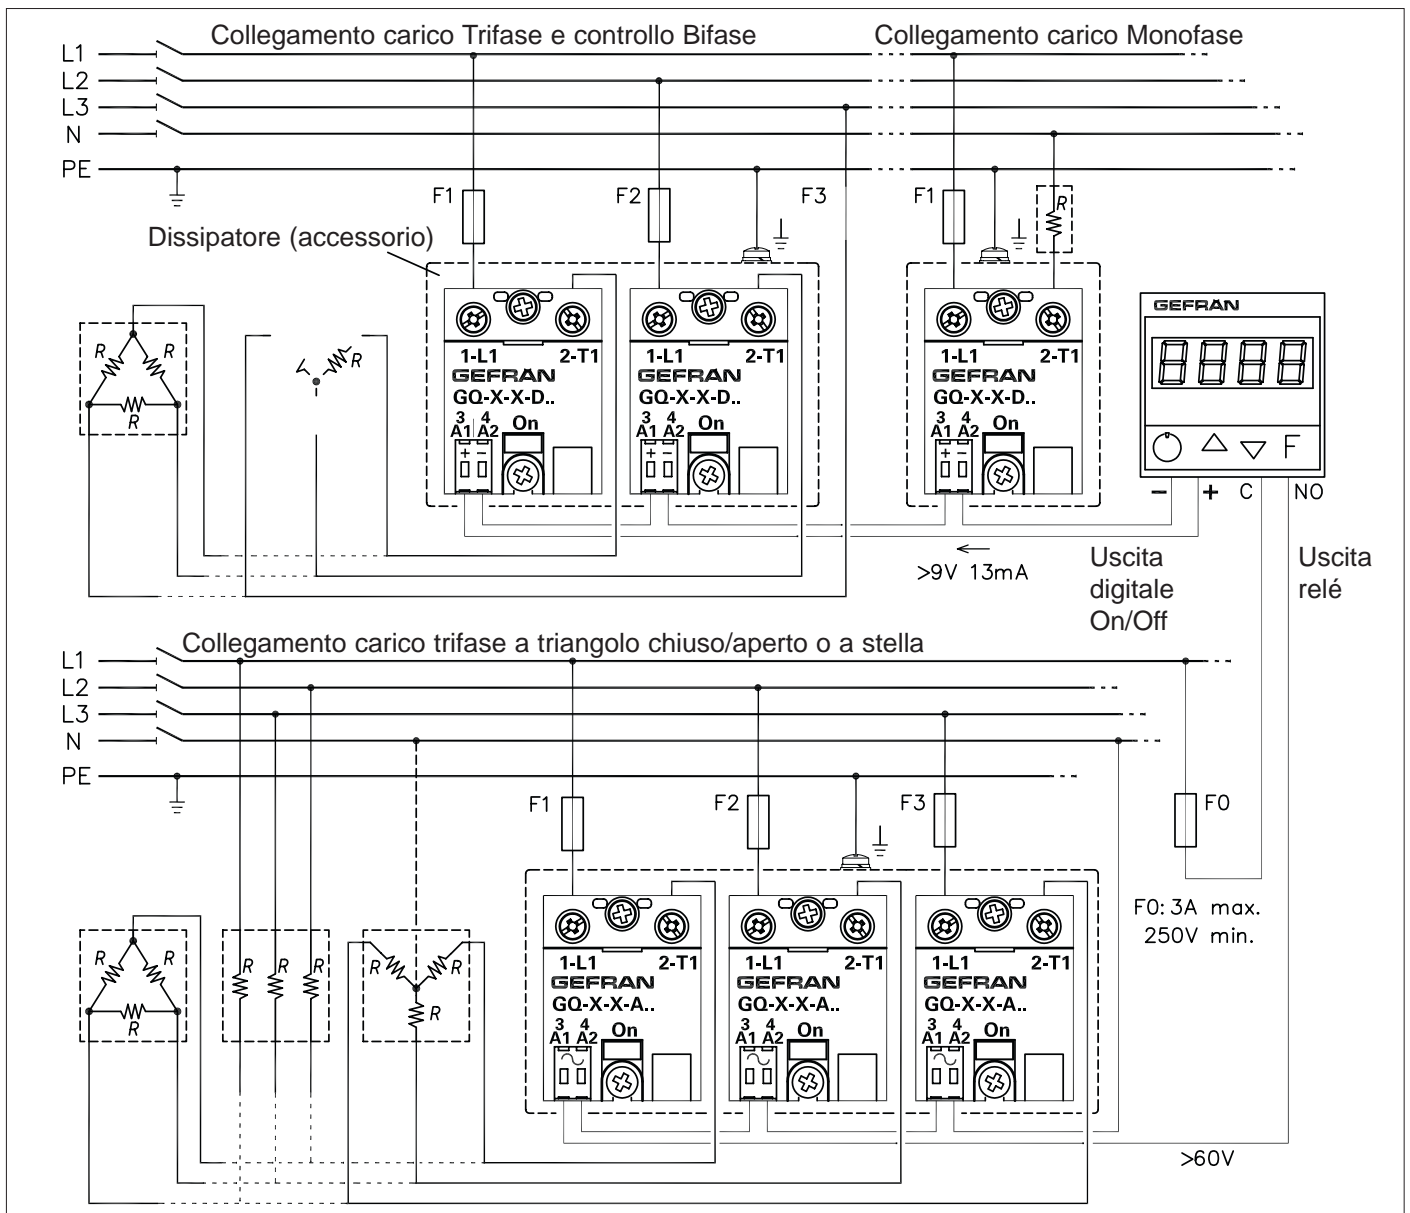 Collegamento carico Trifase e controllo Bifase
Collegamento carico Monofase
L1
L2
L3
N
PE
F1
F2
F3
F1
R
Dissipatore (accessorio)
R
R
R
R
1-L1 2-T1
GEFRAN
GQ-X-X-D..
3 4
A1 A2 On
+ −
1-L1 2-T1
GEFRAN
GQ-X-X-D..
3 4
A1 A2 On
+ −
1-L1 2-T1
GEFRAN
GQ-X-X-D..
3 4
A1 A2 On
+ −
GEFRAN
8888
F
− + C NO
>9V 13mA
Uscita
digitale
On/Off
Uscita
relé
Collegamento carico trifase a triangolo chiuso/aperto o a stella
L1
L2
L3
N
PE
F1
F2
F3
F0
F0: 3A max.
250V min.
R
R
R
R
R
R
R
R
R
1-L1 2-T1
GEFRAN
GQ-X-X-A..
3 4
A1 A2 On
1-L1 2-T1
GEFRAN
GQ-X-X-A..
3 4
A1 A2 On
1-L1 2-T1
GEFRAN
GQ-X-X-A..
3 4
A1 A2 On
>60V